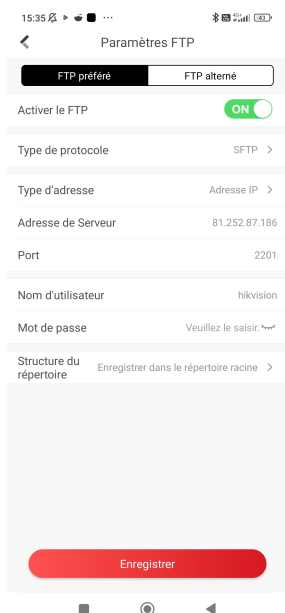 15:35
43
Paramètres FTP
FTP préféré
FTP alterné
Activer le FTP
ON
Type de protocole
SFTP
Type d'adresse
Adresse IP
Adresse de Serveur
81.252.87.186
Port
2201
Nom d'utilisateur
hikvision
Mot de passe
Veuillez le saisir.
Structure du
répertoire
Enregistrer dans le répertoire racine
Enregistrer